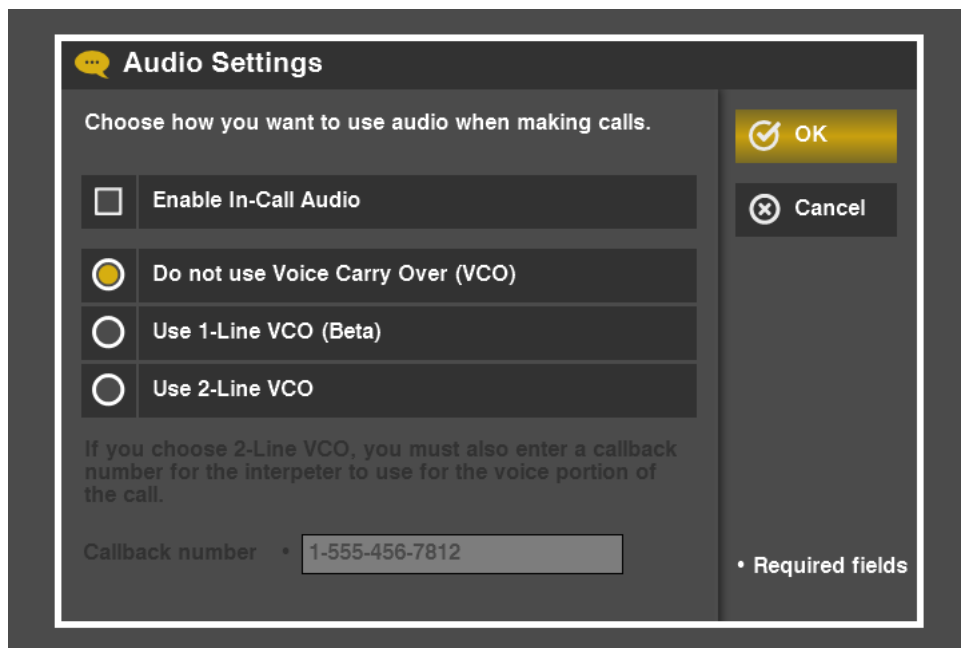 Audio Settings
Choose how you want to use audio when making calls.
Enable In-Call Audio
Do not use Voice Carry Over (VCO)
Use 1-Line VCO (Beta)
Use 2-Line VCO
If you choose 2-Line VCO, you must also enter a callback
number for the interpeter to use for the voice portion of
the call.
Callback number • 1-555-456-7812
OK
Cancel
• Required fields